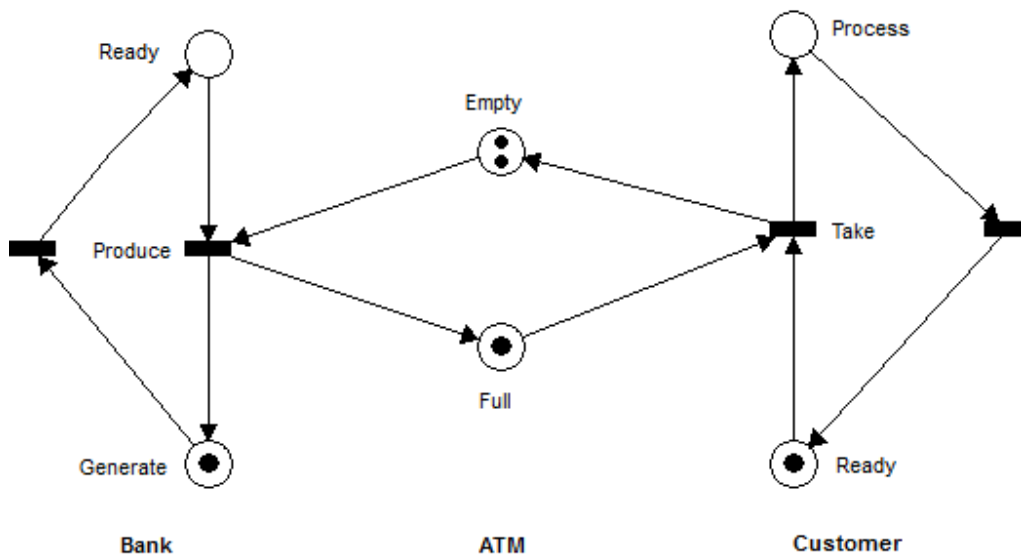 Process
Ready
Empty
Produce
Take
Full
Generate
Ready
Bank
ATM
Customer